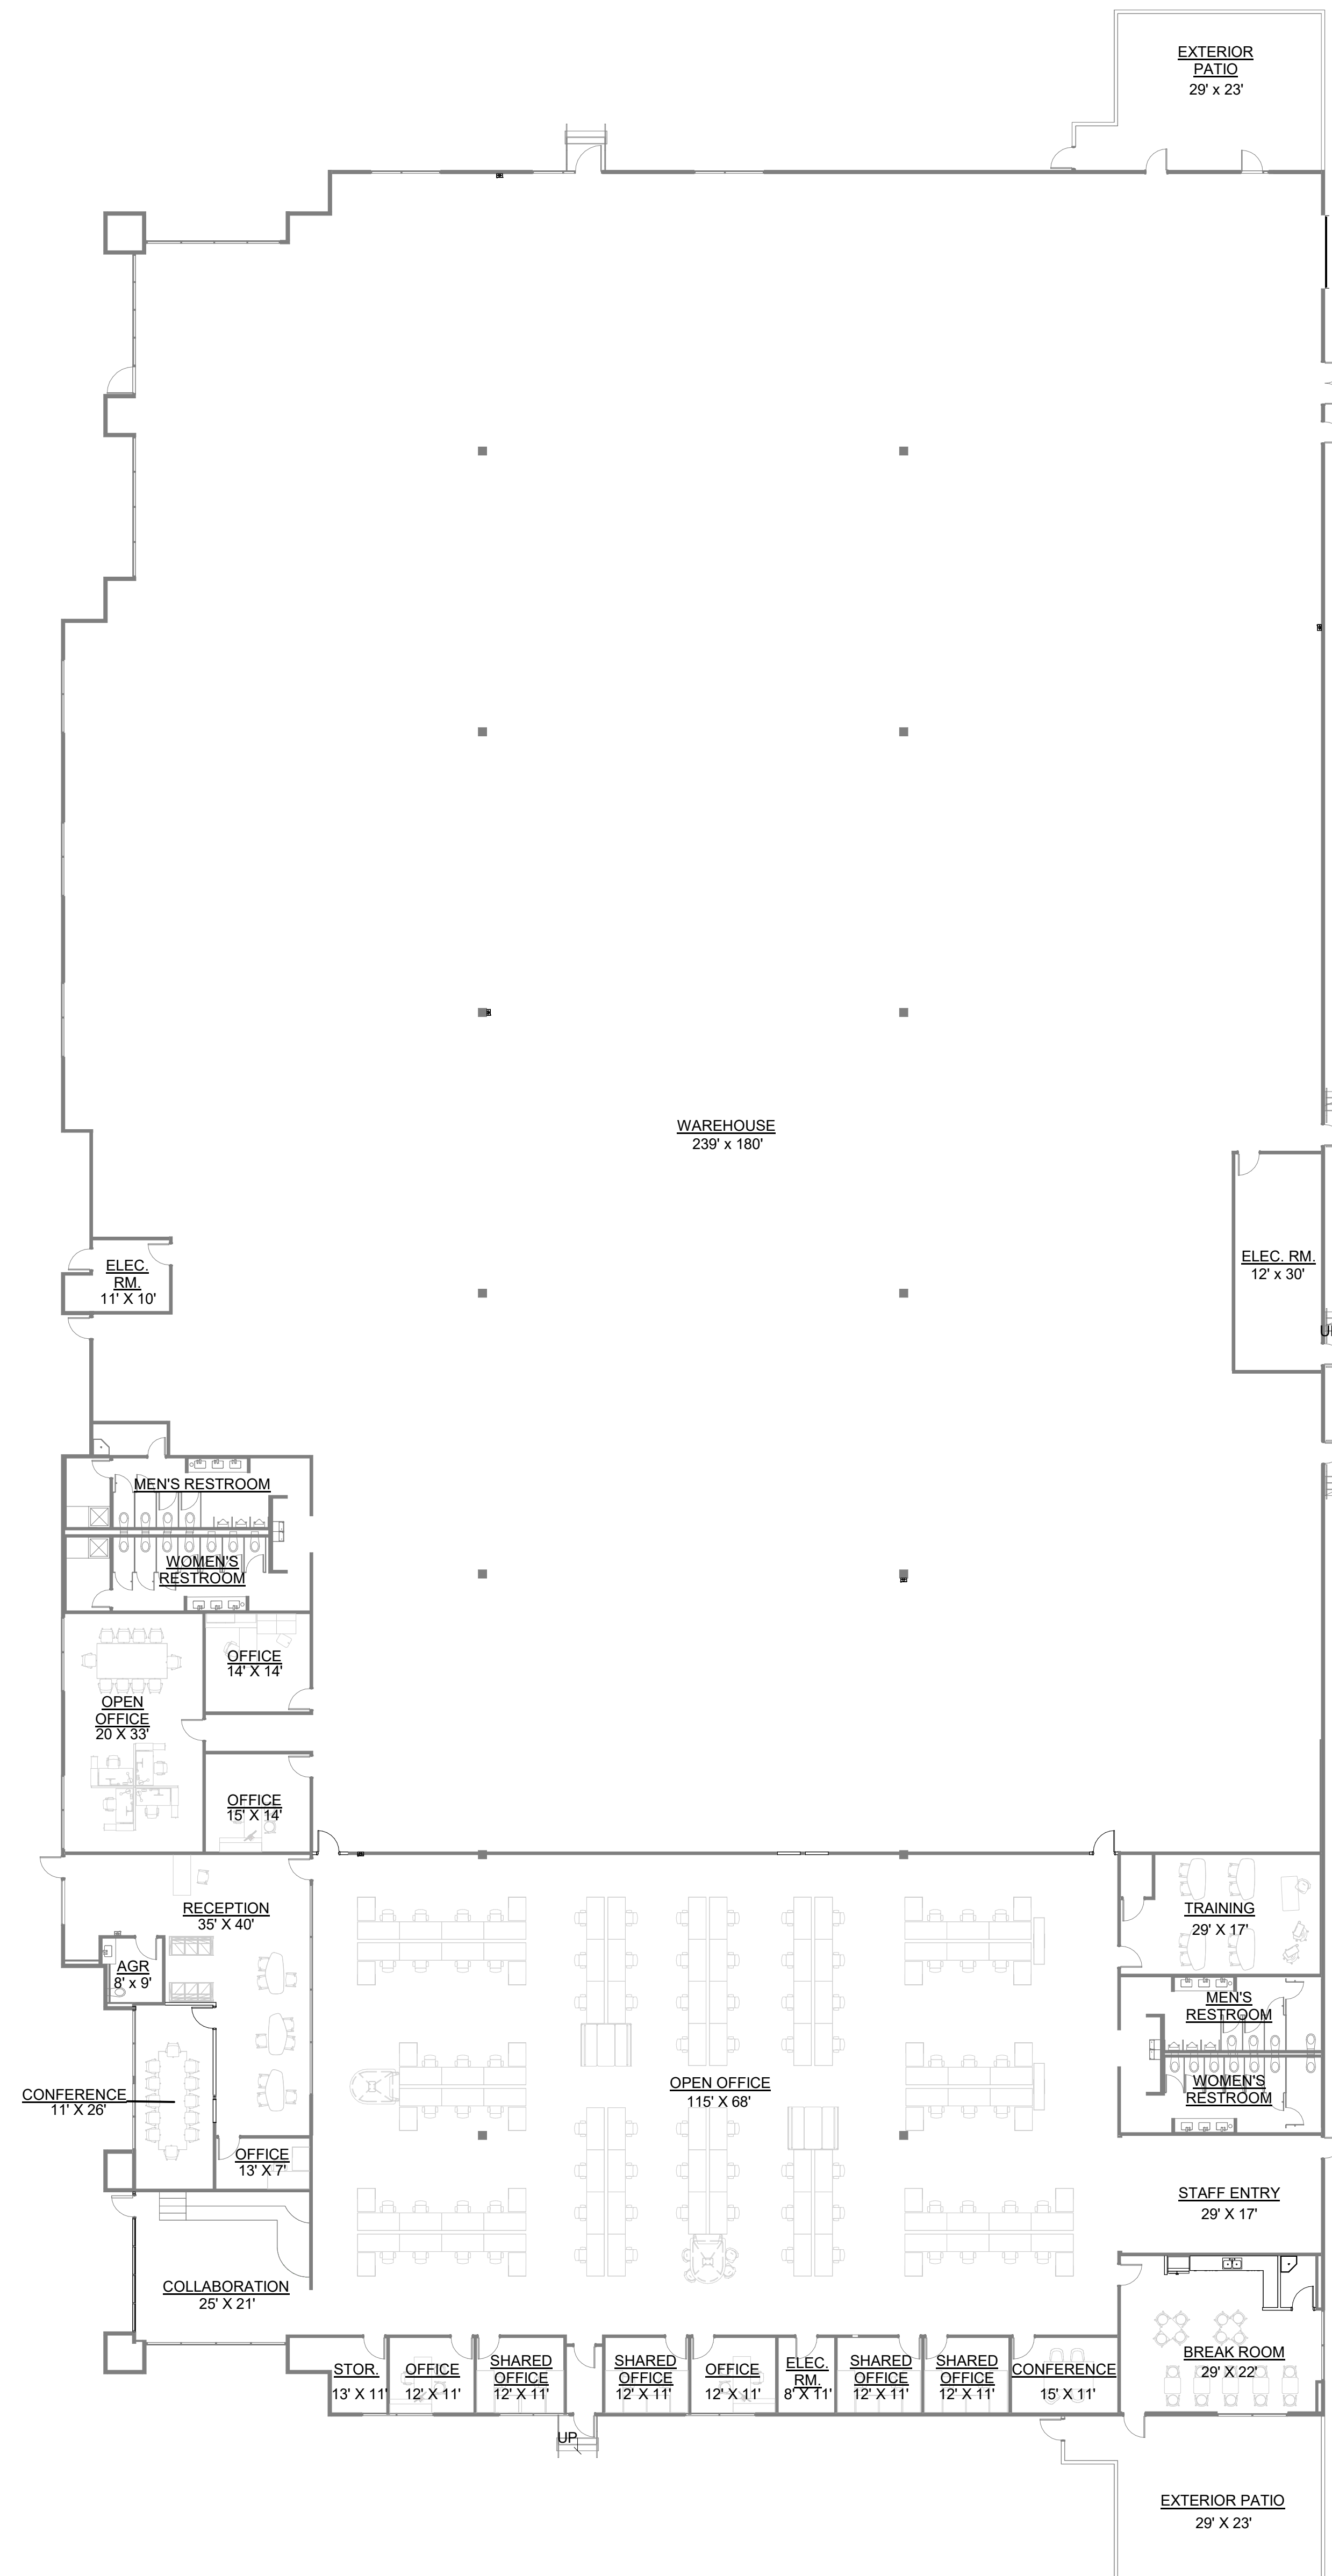 EXTERIOR
PATIO
29' x 23'
WAREHOUSE
239' x 180'
ELEC.
RM.
11' X 10'
ELEC. RM.
12' x 30'
MEN'S RESTROOM
WOMEN'S
RESTROOM
OFFICE
14' X 14'
OPEN
OFFICE
20 X 33'
OFFICE
15' X 14'
RECEPTION
35' X 40'
TRAINING
29' X 17'
AGR
8' x 9'
MEN'S
RESTROOM
OPEN OFFICE
115' X 68'
WOMEN'S
RESTROOM
CONFERENCE
11' X 26'
OFFICE
13' X 7'
STAFF ENTRY
29' X 17'
COLLABORATION
25' X 21'
BREAK ROOM
29' X 22'
STOR.
13' X 11'
OFFICE
12' X 11'
SHARED
OFFICE
12' X 11'
SHARED
OFFICE
12' X 11'
OFFICE
12' X 11'
ELEC.
RM.
8' X 11'
SHARED
OFFICE
12' X 11'
SHARED
OFFICE
12' X 11'
CONFERENCE
15' X 11'
UP
EXTERIOR PATIO
29' X 23'